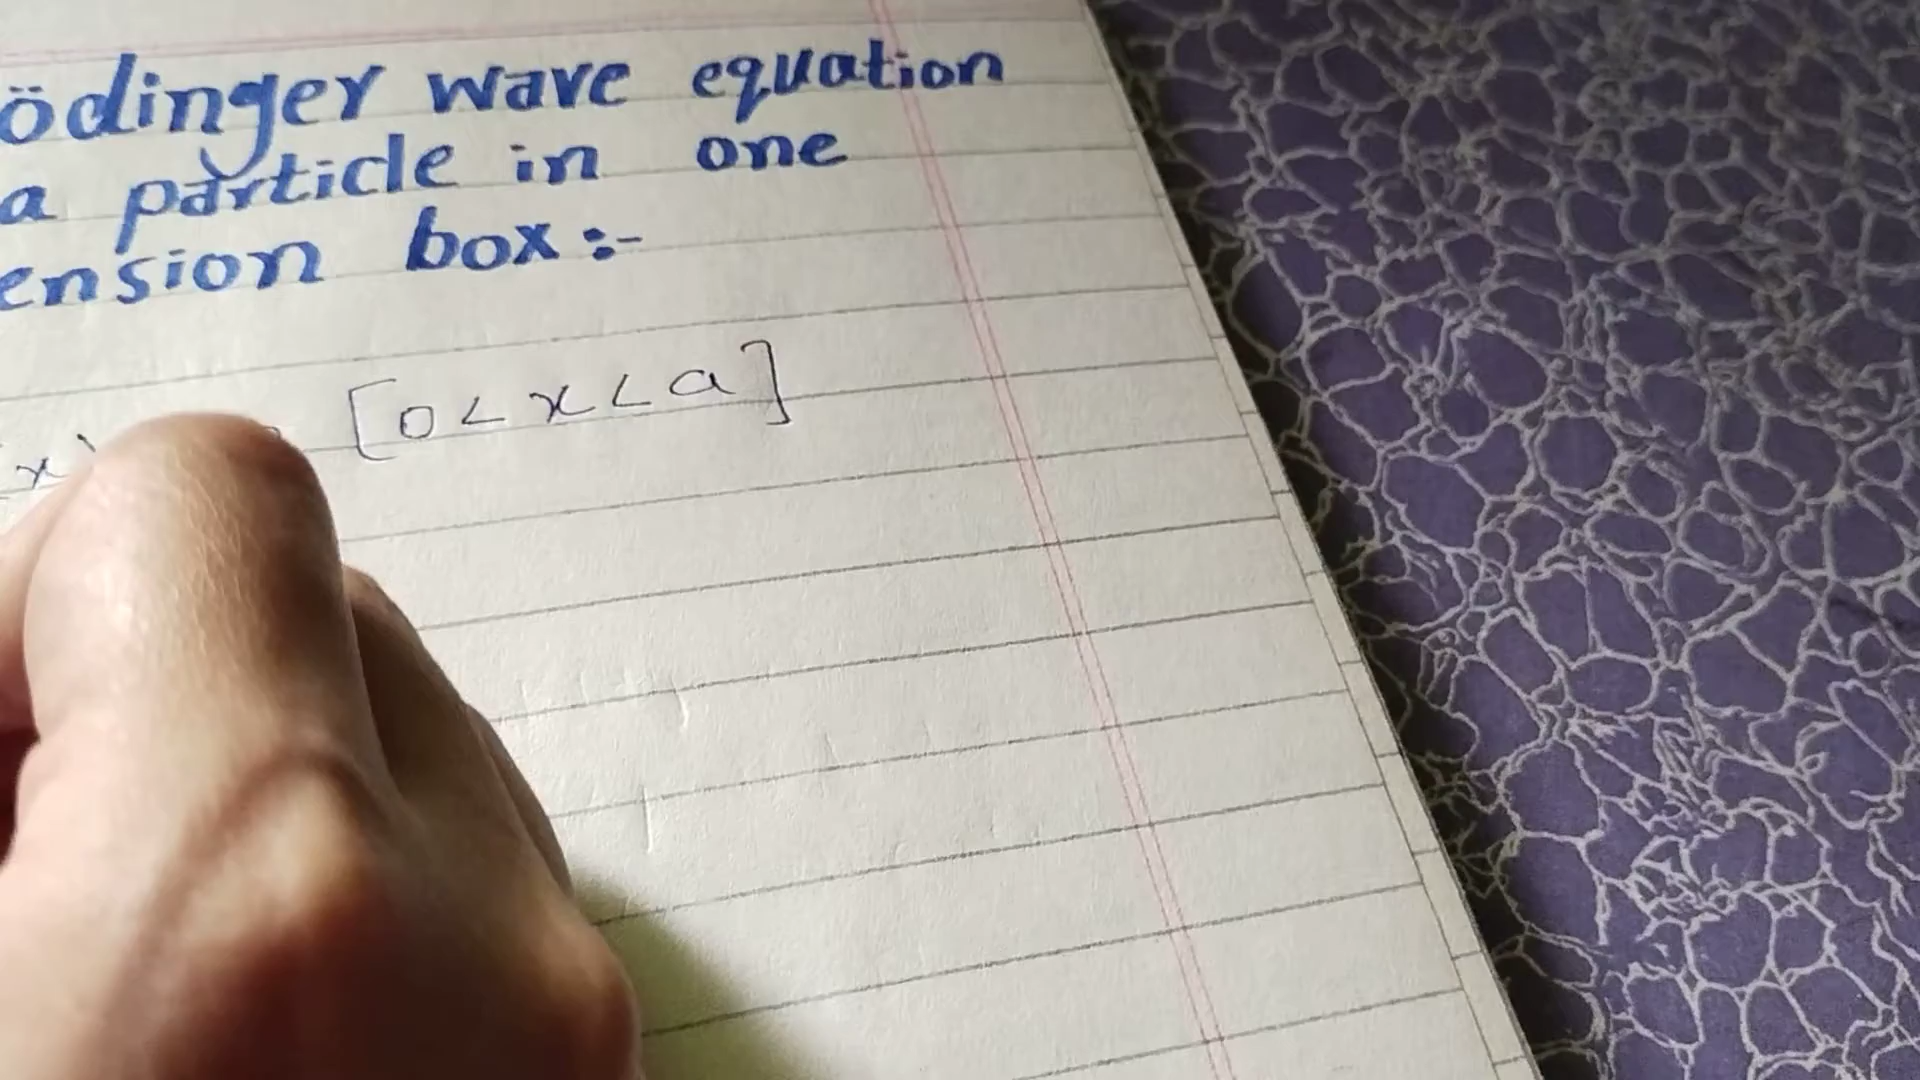 ödinger wave equation
a particle in one
ension box:-
x) [0<x<a]